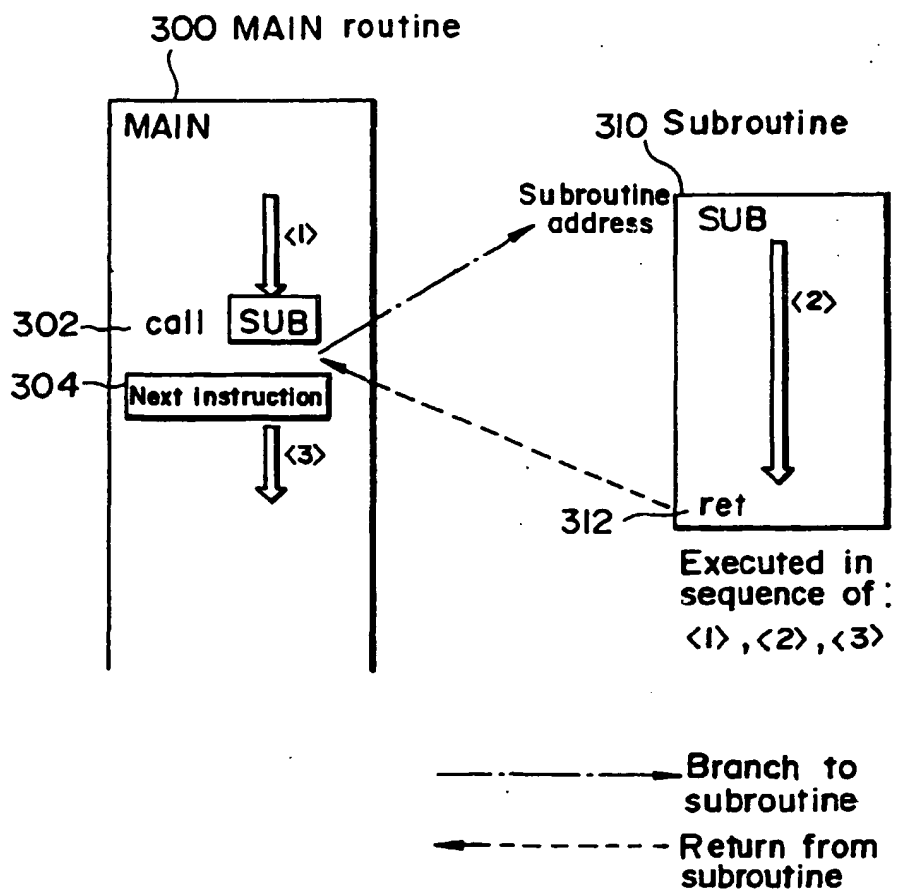 300 MAIN routine
MAIN
310 Subroutine
Subroutine
address
SUB
<1>
<2>
302 call SUB
304
Next instruction
<3>
312
ret
Executed in
sequence of :
<1>, <2>, <3>
Branch to
subroutine
Return from
subroutine